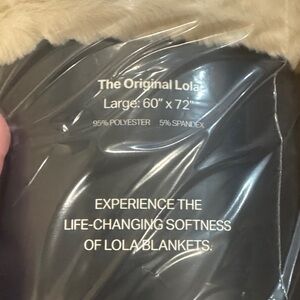 The Original Lola
Large: 60" x 72"
95% POLYESTER 5% SPANDEX
EXPERIENCE THE
LIFE-CHANGING SOFTNESS
OF LOLA BLANKETS.